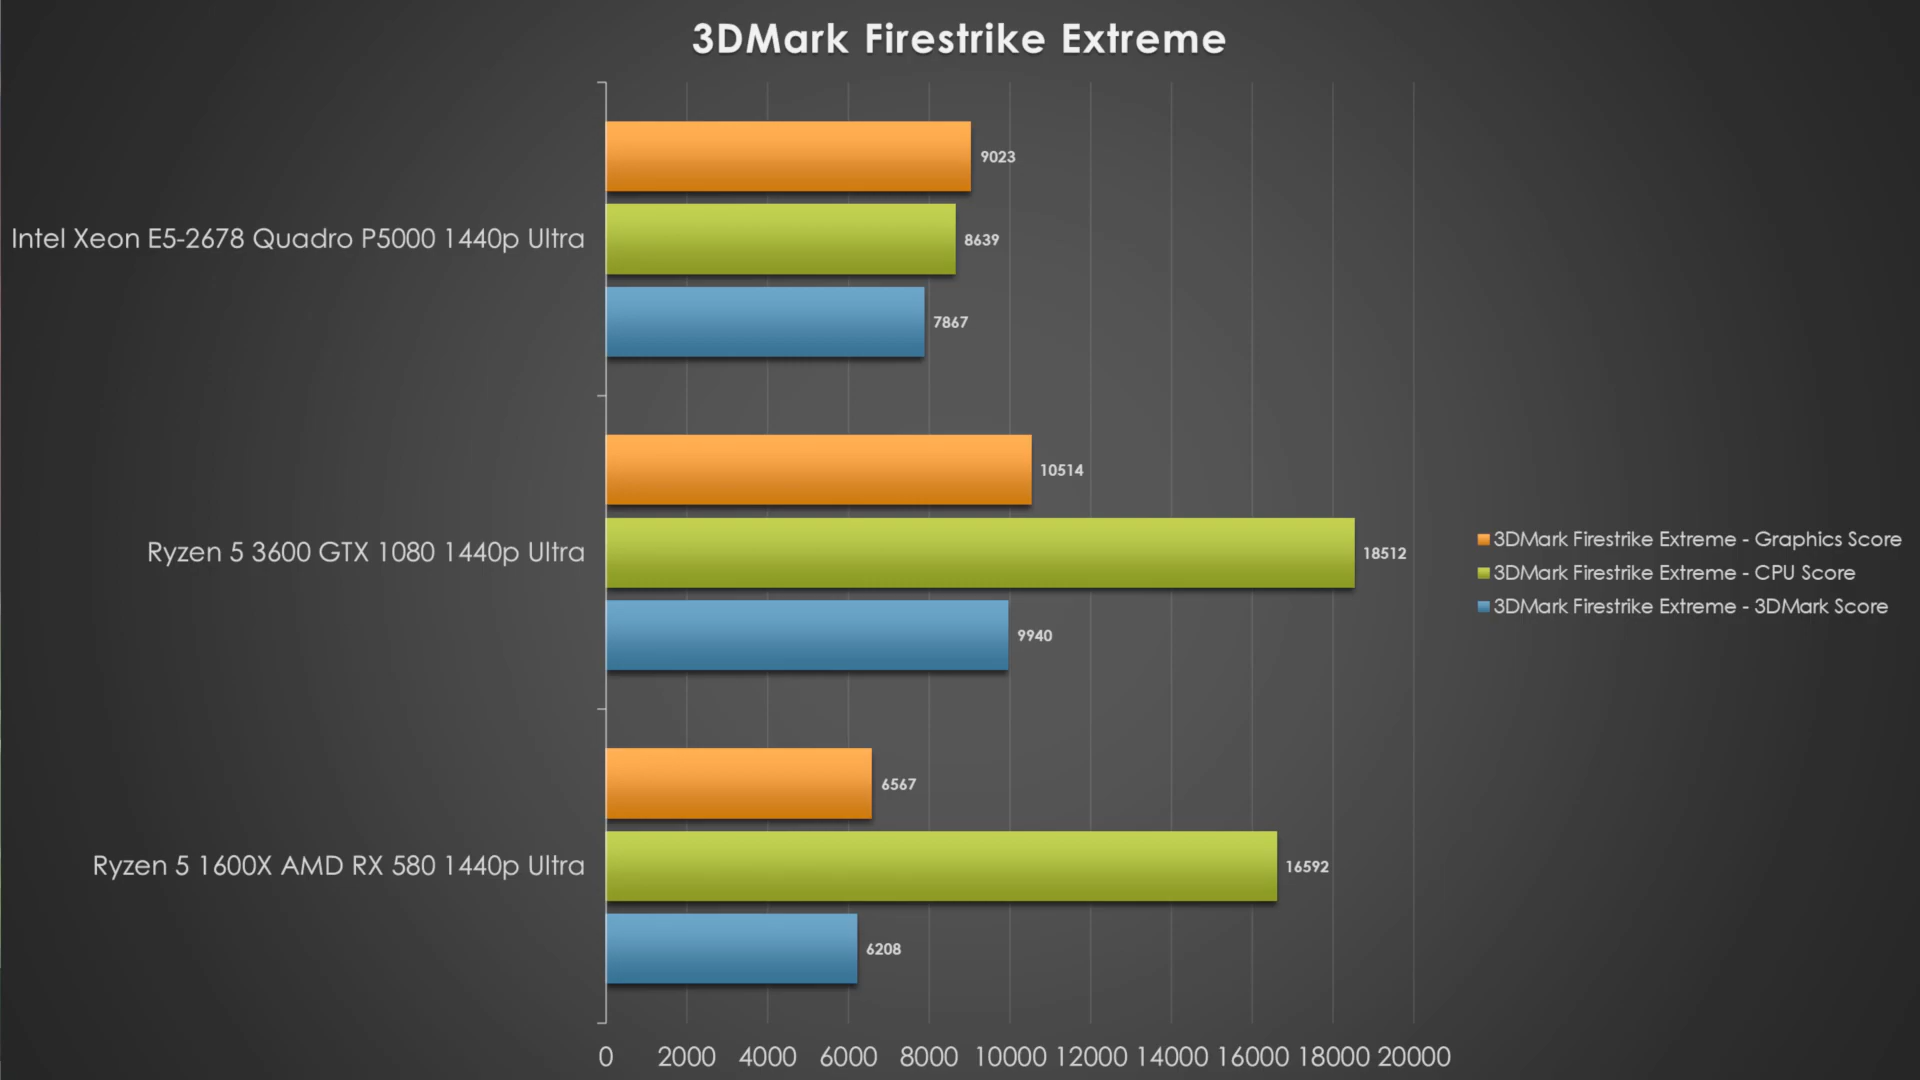 3DMark Firestrike Extreme
Intel Xeon E5-2678 Quadro P5000 1440p Ultra
9023
8639
7867
Ryzen 5 3600 GTX 1080 1440p Ultra
10514
18512
9940
Ryzen 5 1600X AMD RX 580 1440p Ultra
6567
16592
6208
3DMark Firestrike Extreme - Graphics Score
3DMark Firestrike Extreme - CPU Score
3DMark Firestrike Extreme - 3DMark Score
0 2000 4000 6000 8000 10000 12000 14000 16000 18000 20000